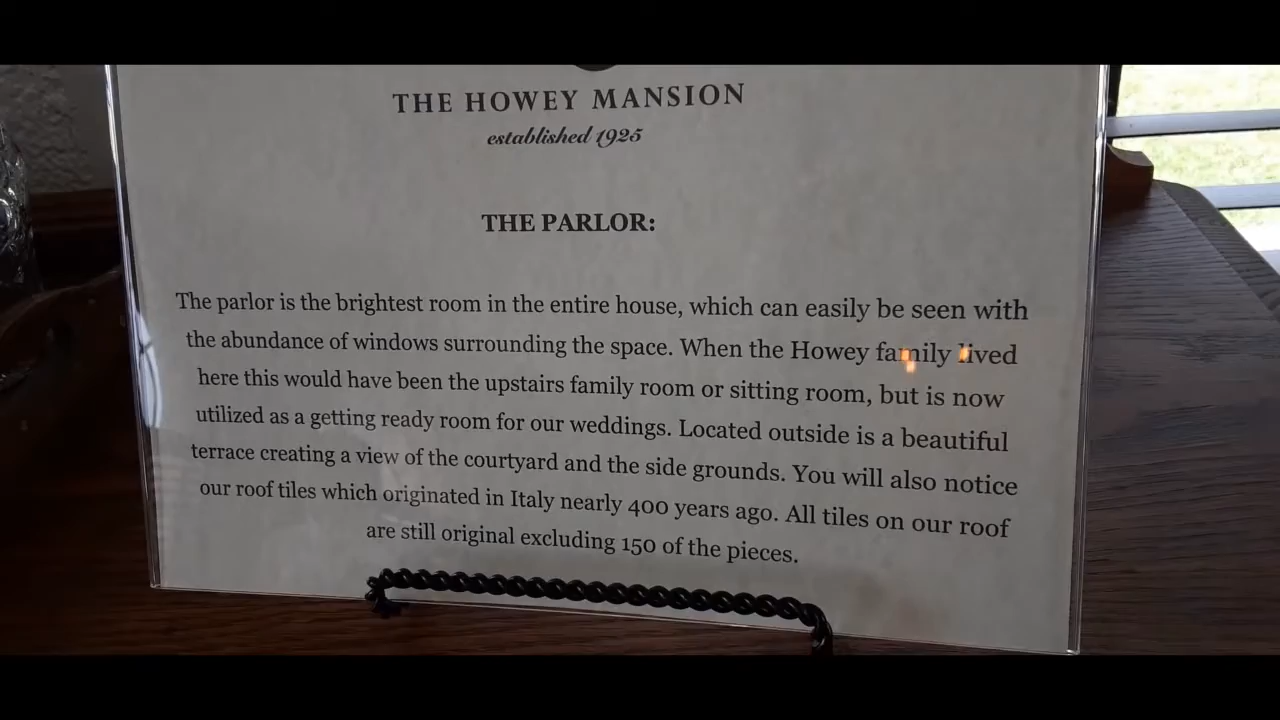 THE HOWEY MANSION
established 1925
THE PARLOR:
The parlor is the brightest room in the entire house, which can easily be seen with
the abundance of windows surrounding the space. When the Howey family lived
here this would have been the upstairs family room or sitting room, but is now
utilized as a getting ready room for our weddings. Located outside is a beautiful
terrace creating a view of the courtyard and the side grounds. You will also notice
our roof tiles which originated in Italy nearly 400 years ago. All tiles on our roof
are still original excluding 150 of the pieces.